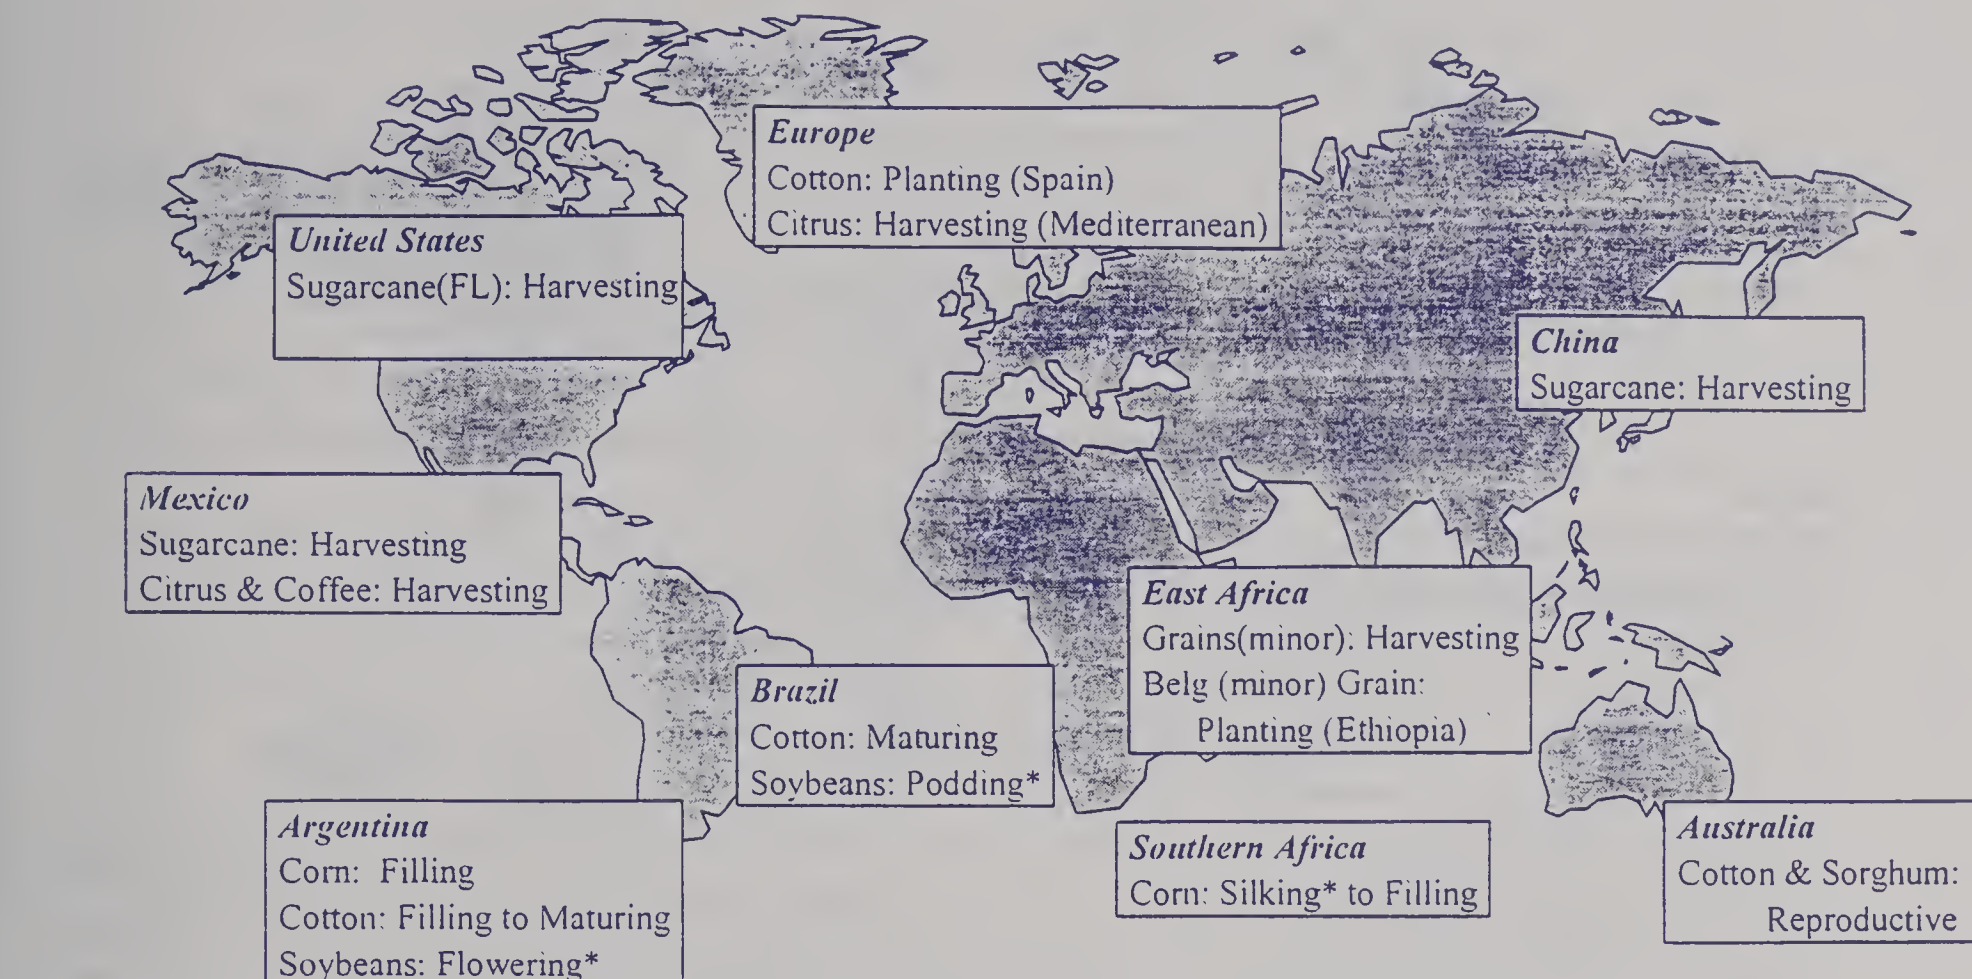 Europe
Cotton: Planting (Spain)
Citrus: Harvesting (Mediterranean)
United States
Sugarcane(FL): Harvesting
China
Sugarcane: Harvesting
Mexico
Sugarcane: Harvesting
Citrus & Coffee: Harvesting
East Africa
Grains(minor): Harvesting
Belg (minor) Grain:
Planting (Ethiopia)
Brazil
Cotton: Maturing
Soybeans: Podding*
Argentina
Corn: Filling
Cotton: Filling to Maturing
Soybeans: Flowering*
Southern Africa
Corn: Silking* to Filling
Australia
Cotton & Sorghum:
Reproductive